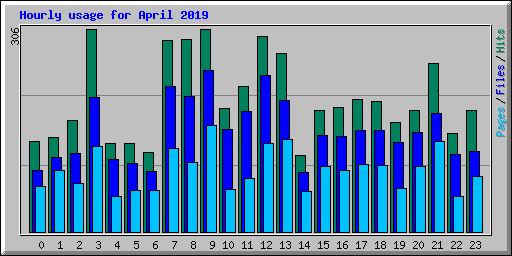 Hourly usage for April 2019
306
Pages / Files / Hits
0 1 2 3 4 5 6 7 8 9 10 11 12 13 14 15 16 17 18 19 20 21 22 23